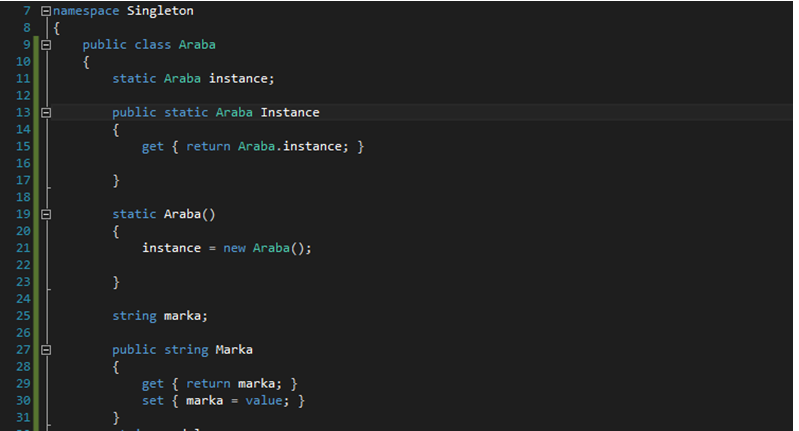 7 namespace Singleton
8 {
9 public class Araba
10 {
11 static Araba instance;
12
13 public static Araba Instance
14 {
15 get { return Araba.instance; }
16
17 }
18
19 static Araba()
20 {
21 instance = new Araba();
22
23 }
24
25 string marka;
26
27 public string Marka
28 {
29 get { return marka; }
30 set { marka = value; }
31 }